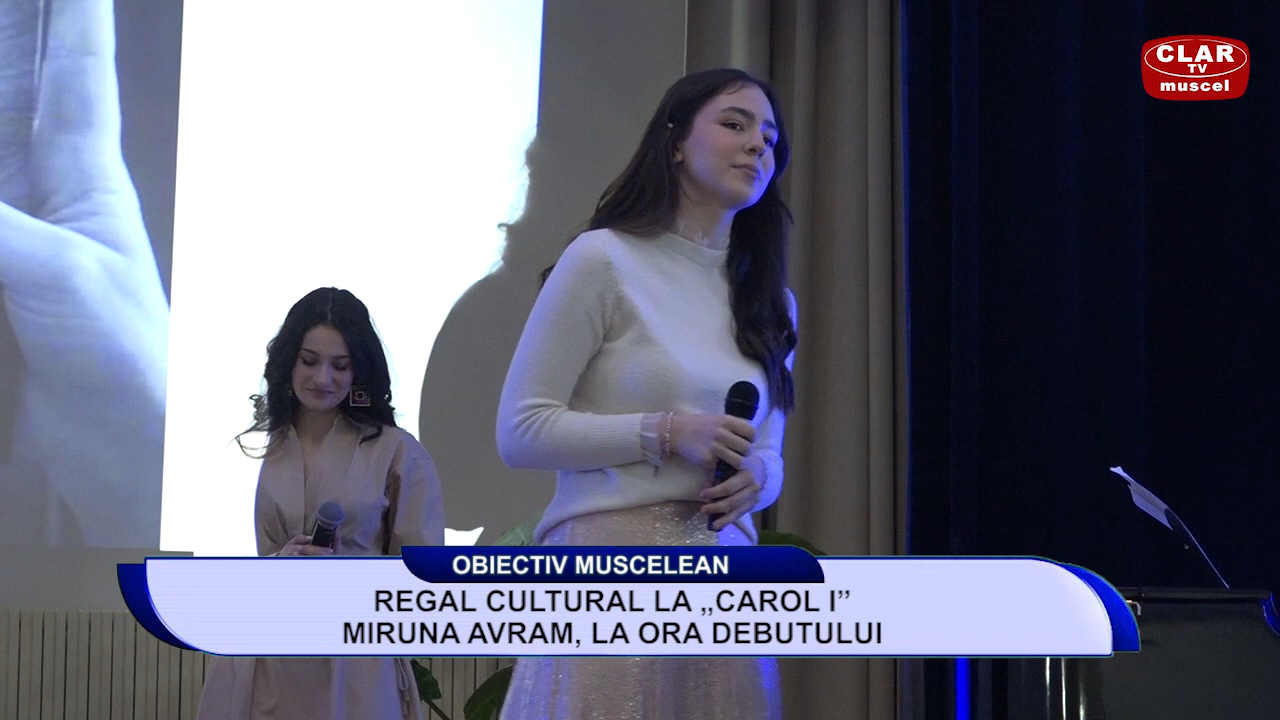 CLAR
TV
muscel
OBIECTIV MUSCELEAN
REGAL CULTURAL LA „CAROL I”
MIRUNA AVRAM, LA ORA DEBUTULUI